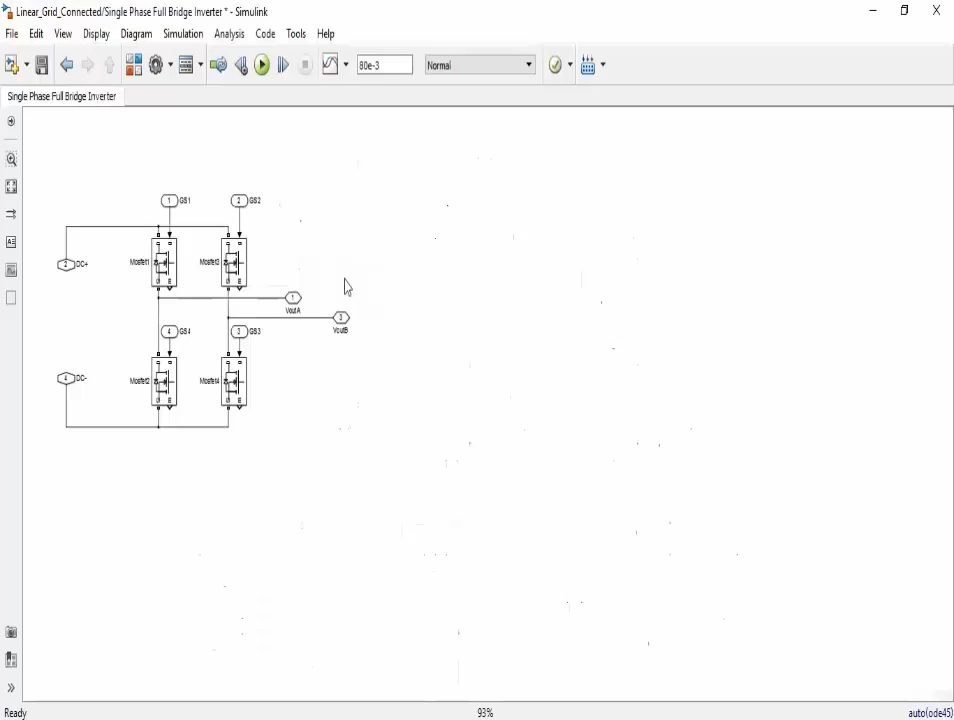 Linear_Grid_Connected/Single Phase Full Bridge Inverter * - Simulink
File Edit View Display Diagram Simulation Analysis Code Tools Help
80e-3 Normal
Single Phase Full Bridge Inverter
1 GS1 2 GS2
2 DC+ Mosfet1 Mosfet3
1
VoutA
3
VoutB
4 GS4 3 GS3
4 DC- Mosfet2 Mosfet4
Ready 93% auto(ode45)